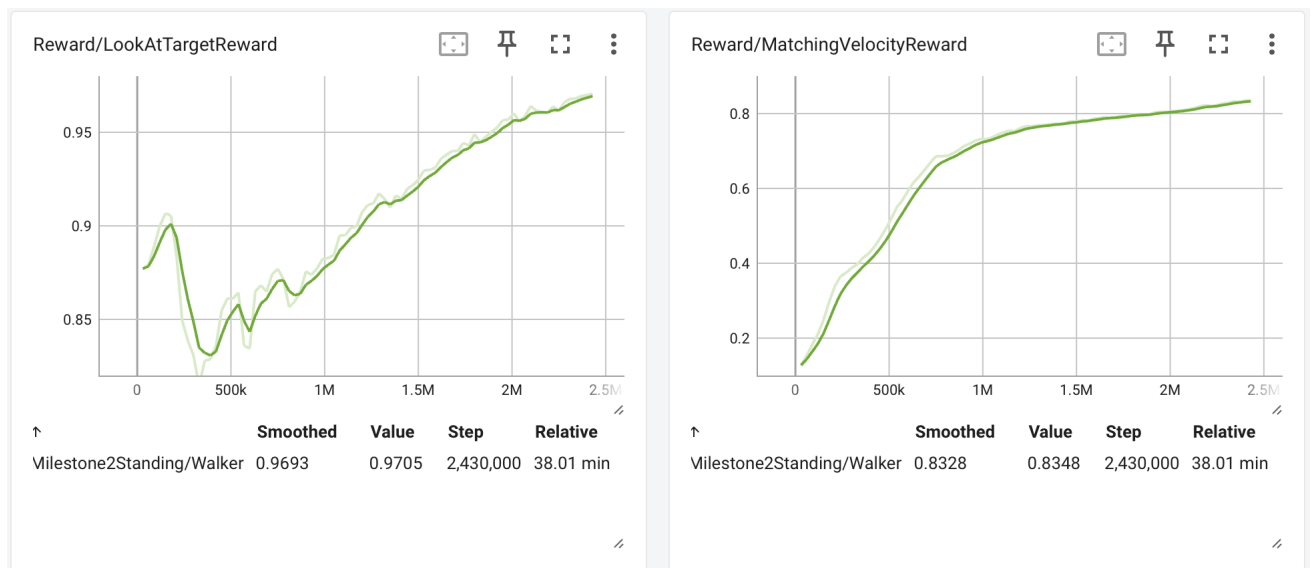 Reward/LookAtTargetReward
0.95
0.9
0.85
0 500k 1M 1.5M 2M 2.5M
↑ Smoothed Value Step Relative
Milestone2Standing/Walker 0.9693 0.9705 2,430,000 38.01 min
Reward/MatchingVelocityReward
0.8
0.6
0.4
0.2
0 500k 1M 1.5M 2M 2.5M
↑ Smoothed Value Step Relative
Milestone2Standing/Walker 0.8328 0.8348 2,430,000 38.01 min